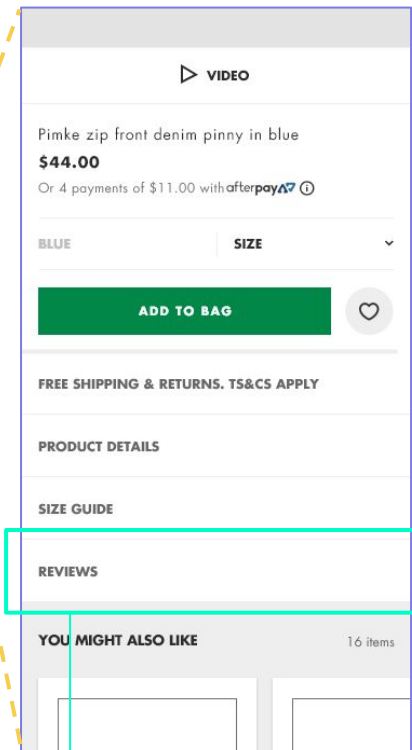 VIDEO
Pimke zip front denim pinny in blue
$44.00
Or 4 payments of $11.00 with afterpay
BLUE SIZE
ADD TO BAG
FREE SHIPPING & RETURNS. TS&CS APPLY
PRODUCT DETAILS
SIZE GUIDE
REVIEWS
YOU MIGHT ALSO LIKE 16 items